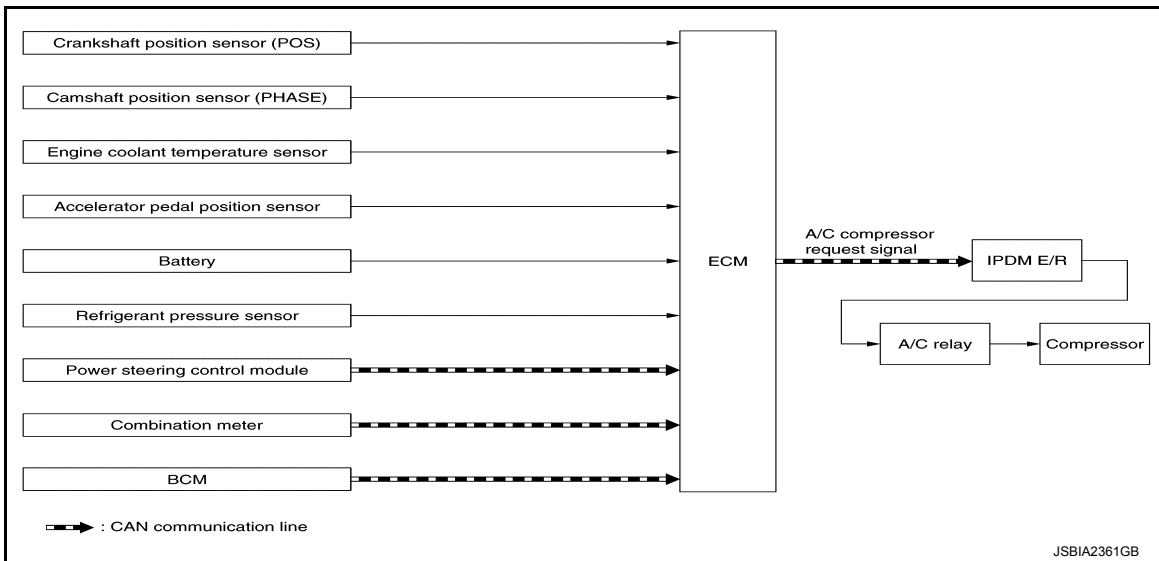 Crankshaft position sensor (POS)
Camshaft position sensor (PHASE)
Engine coolant temperature sensor
Accelerator pedal position sensor
Battery
Refrigerant pressure sensor
Power steering control module
Combination meter
BCM
ECM
A/C compressor
request signal
IPDM E/R
A/C relay
Compressor
: CAN communication line
JSBIA2361GB